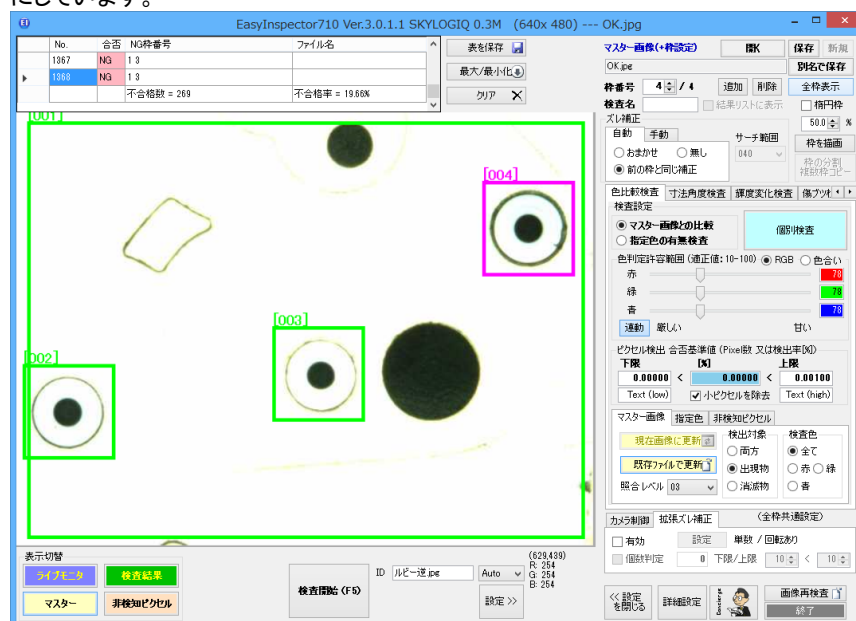 にしています。
EasyInspector710 Ver.3.0.1.1 SKYLOGIQ 0.3M (640x 480) --- OK.jpg
No. 合否 NG枠番号 ファイル名
1367 NG 1 3
1368 NG 1 3
不合格数 = 269 不合格率 = 19.66%
表を保存
最大/最小化
クリア
マスター画像(+枠設定) 開く 保存 新規
OK.jpg 別名で保存
枠番号 4 / 4 追加 削除 全枠表示
検査名 結果リストに表示 楕円枠
ズレ補正 50.0 %
自動 手動 サーチ範囲 枠を描画
おまかせ 無し 040 枠の分割
前の枠と同じ補正 複数枠コピー
色比較検査 寸法角度検査 輝度変化検査 傷ブツ
検査設定
マスター画像との比較 個別検査
指定色の有無検査
色判定許容範囲 (適正値:10-100) RGB 色合い
赤 78
緑 78
青 78
連動 厳しい 甘い
ピクセル検出 合否基準値 (Pixel数 又は検出率[%])
下限 [%] 上限
0.00000 < 0.00000 < 0.00100
Text (low) 小ピクセルを除去 Text (high)
マスター画像 指定色 非検知ピクセル
現在画像に更新 検出対象 検査色
両方 全て
既存ファイルで更新 出現物 赤 緑
照合レベル 03 消滅物 青
カメラ制御 拡張ズレ補正 (全枠共通設定)
有効 設定 単数 / 回転あり
個数判定 0 下限/上限 10 < 10
<< 設定を閉じる 詳細設定 Concierge 画像再検査
終了
[001]
[004]
[003]
[002]
表示切替
ライブモニタ 検査結果
マスター 非検知ピクセル
検査開始 (F5)
ID ルビー逆.jpg Auto
設定 >>
(629,439)
R: 254
G: 254
B: 254